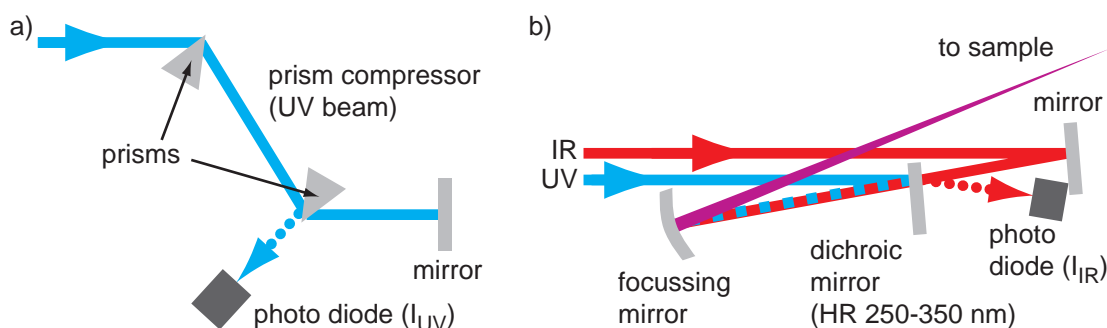 a)
prism compressor
(UV beam)
prisms
mirror
photo diode (I_UV)
b)
to sample
mirror
IR
UV
focussing
mirror
dichroic
mirror
(HR 250-350 nm)
photo
diode (I_IR)